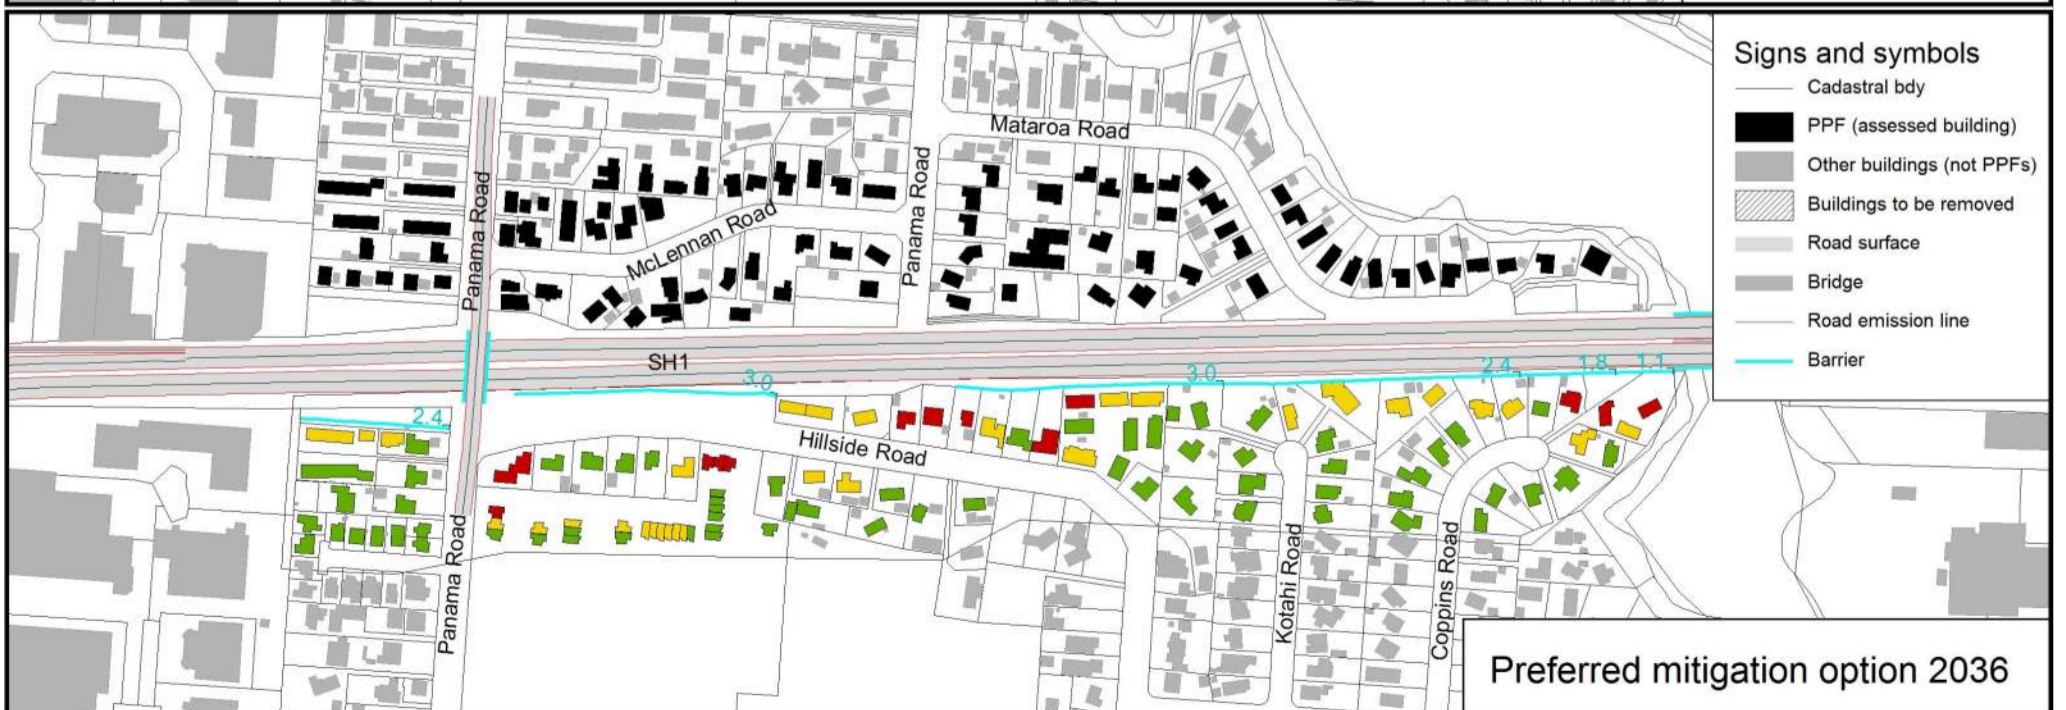 Signs and symbols
Cadastral bdy
PPF (assessed building)
Other buildings (not PPFs)
Buildings to be removed
Road surface
Bridge
Road emission line
Barrier
Mataroa Road
Panama Road
Panama Road
McLennan Road
SH1
3.0
3.0
2.4
1.8
1.1
2.4
Hillside Road
Panama Road
Kotahi Road
Coppins Road
Preferred mitigation option 2036